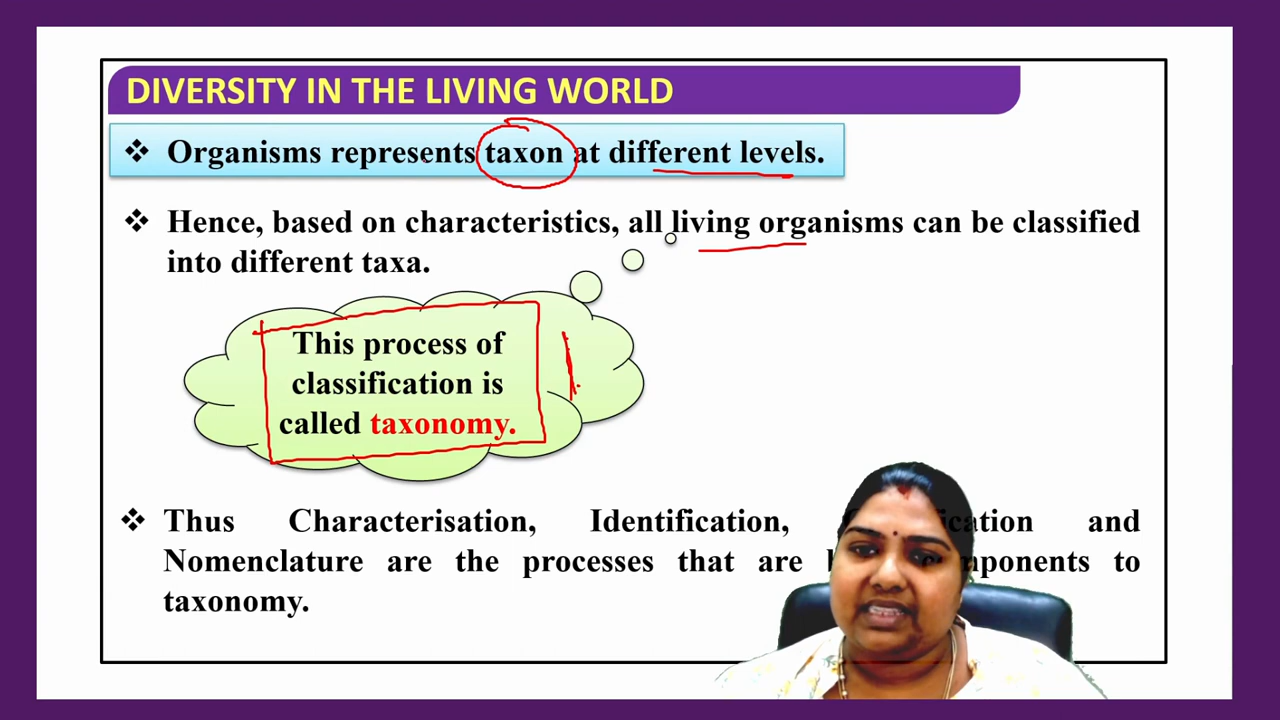 DIVERSITY IN THE LIVING WORLD
❖ Organisms represents taxon at different levels.
❖ Hence, based on characteristics, all living organisms can be classified
into different taxa.
This process of
classification is
called taxonomy.
❖ Thus Characterisation, Identification, and
Nomenclature are the processes that are to
taxonomy.